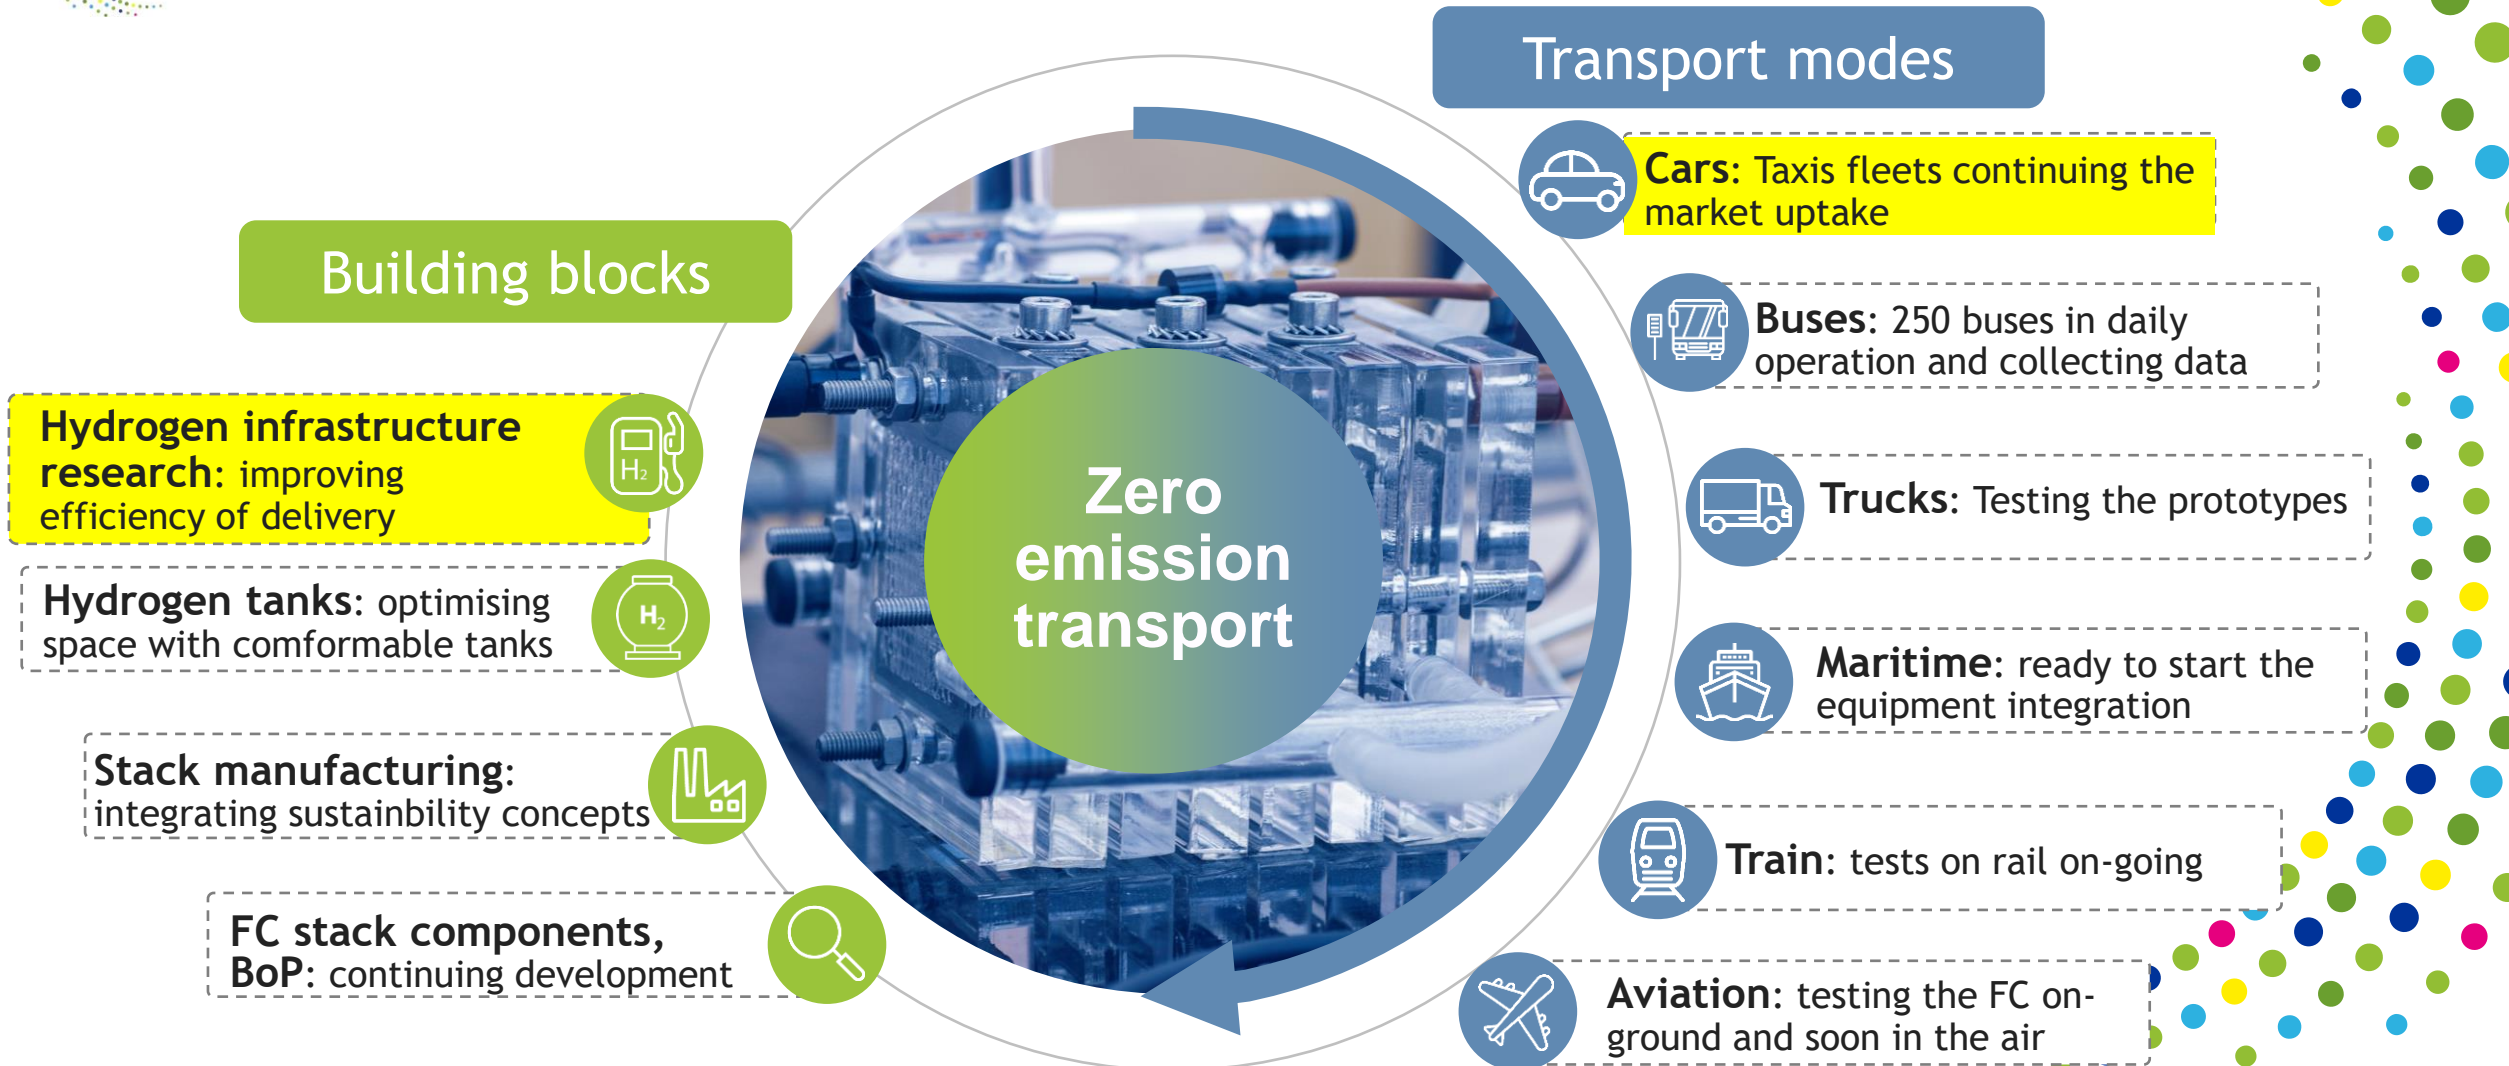 Transport modes
Cars: Taxis fleets continuing the
market uptake
Buses: 250 buses in daily
operation and collecting data
Trucks: Testing the prototypes
Maritime: ready to start the
equipment integration
Train: tests on rail on-going
Aviation: testing the FC on-
ground and soon in the air
Building blocks
Hydrogen infrastructure
research: improving
efficiency of delivery
H2
Hydrogen tanks: optimising
space with comformable tanks
H2
Stack manufacturing:
integrating sustainbility concepts
FC stack components,
BoP: continuing development
Zero
emission
transport